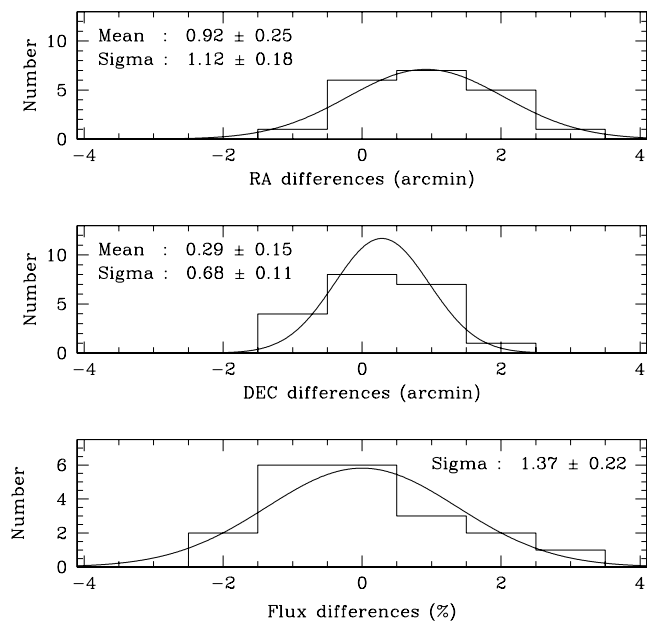 Mean : 0.92 ± 0.25
Sigma : 1.12 ± 0.18
Number
10
5
0
−4 −2 0 2 4
RA differences (arcmin)
Mean : 0.29 ± 0.15
Sigma : 0.68 ± 0.11
Number
10
5
0
−4 −2 0 2 4
DEC differences (arcmin)
Sigma : 1.37 ± 0.22
Number
6
4
2
0
−4 −2 0 2 4
Flux differences (%)